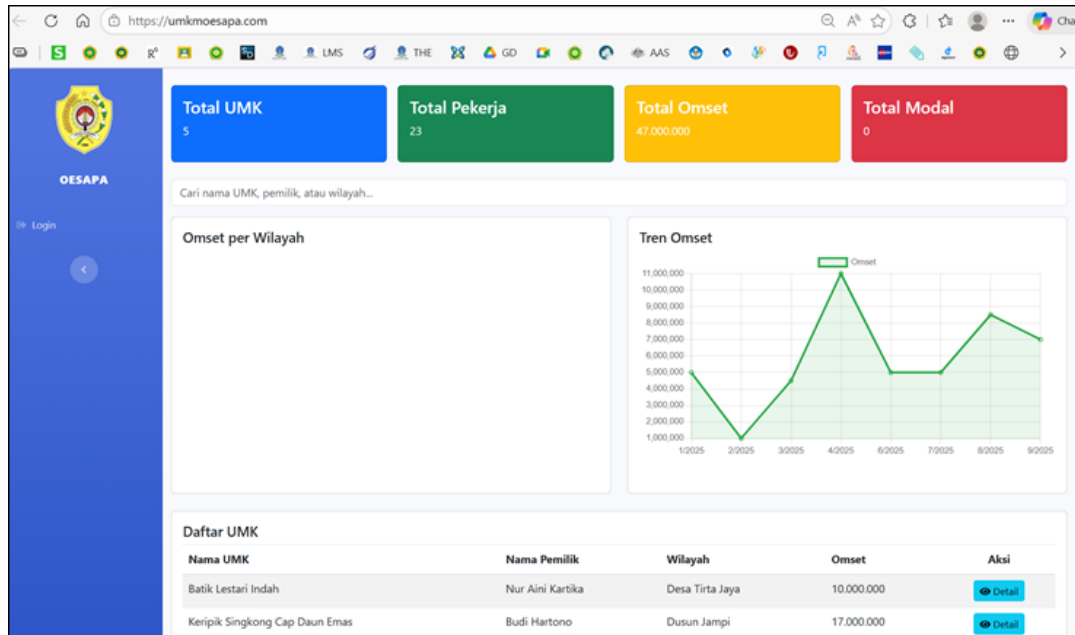 https://umkmoesapa.com
Cha
S R° LMS THE GD AAS
OESAPA
Login
Total UMK
5
Total Pekerja
23
Total Omset
47.000.000
Total Modal
0
Cari nama UMK, pemilik, atau wilayah...
Omset per Wilayah
Tren Omset
Omset
11,000,000
10,000,000
9,000,000
8,000,000
7,000,000
6,000,000
5,000,000
4,000,000
3,000,000
2,000,000
1,000,000
1/2025 2/2025 3/2025 4/2025 6/2025 7/2025 8/2025 9/2025
Daftar UMK
Nama UMK Nama Pemilik Wilayah Omset Aksi
Batik Lestari Indah Nur Aini Kartika Desa Tirta Jaya 10.000.000 Detail
Keripik Singkong Cap Daun Emas Budi Hartono Dusun Jampi 17.000.000 Detail